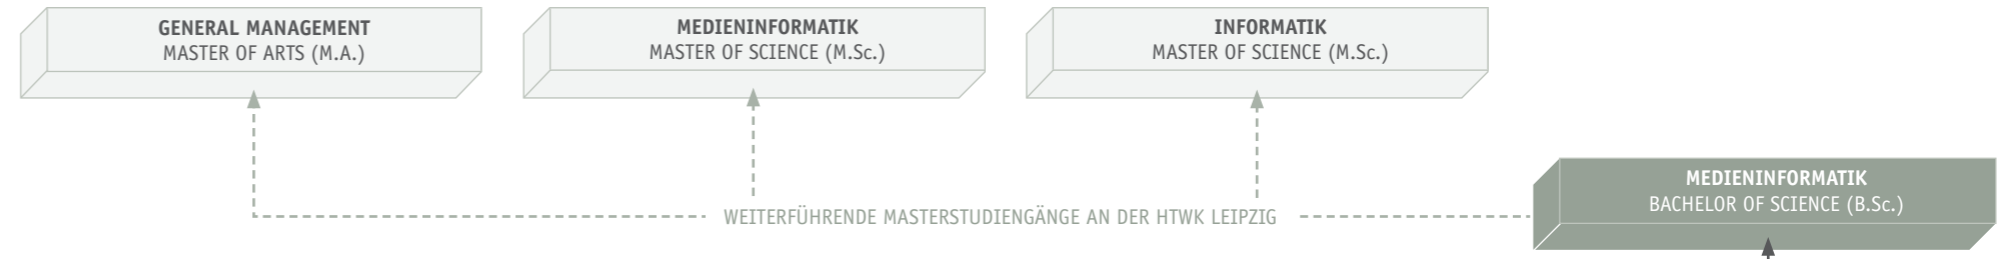 GENERAL MANAGEMENT
MASTER OF ARTS (M.A.)
MEDIENINFORMATIK
MASTER OF SCIENCE (M.Sc.)
INFORMATIK
MASTER OF SCIENCE (M.Sc.)
MEDIENINFORMATIK
BACHELOR OF SCIENCE (B.Sc.)
WEITERFÜHRENDE MASTERSTUDIENGÄNGE AN DER HTWK LEIPZIG